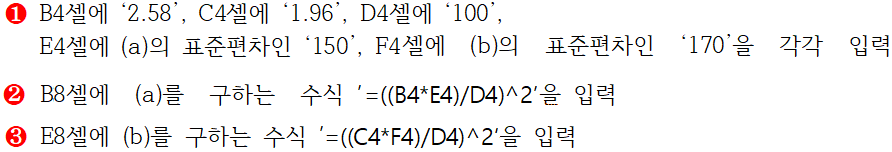 ❶ B4셀에 ‘2.58’, C4셀에 ‘1.96’, D4셀에 ‘100’,
E4셀에 (a)의 표준편차인 ‘150’, F4셀에 (b)의 표준편차인 ‘170’을 각각 입력
❷ B8셀에 (a)를 구하는 수식 ′=((B4*E4)/D4)^2′을 입력
❸ E8셀에 (b)를 구하는 수식 ′=((C4*F4)/D4)^2′을 입력